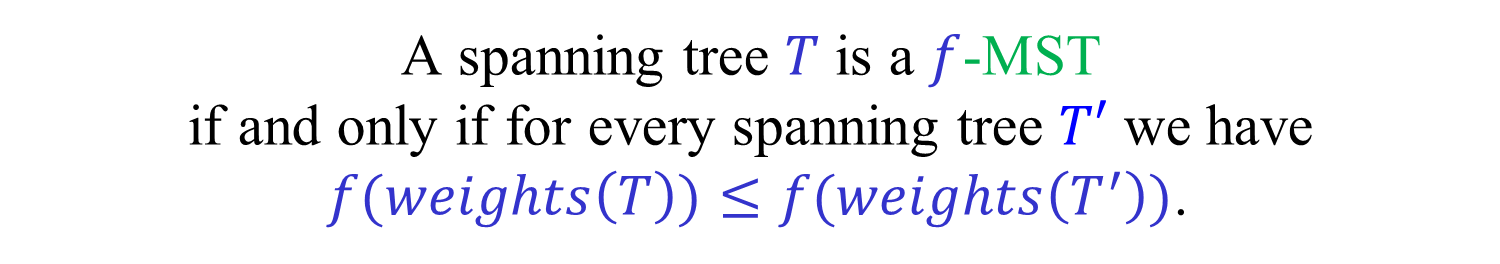 A spanning tree T is a f-MST
if and only if for every spanning tree T′ we have
f(weights(T)) ≤ f(weights(T′)).